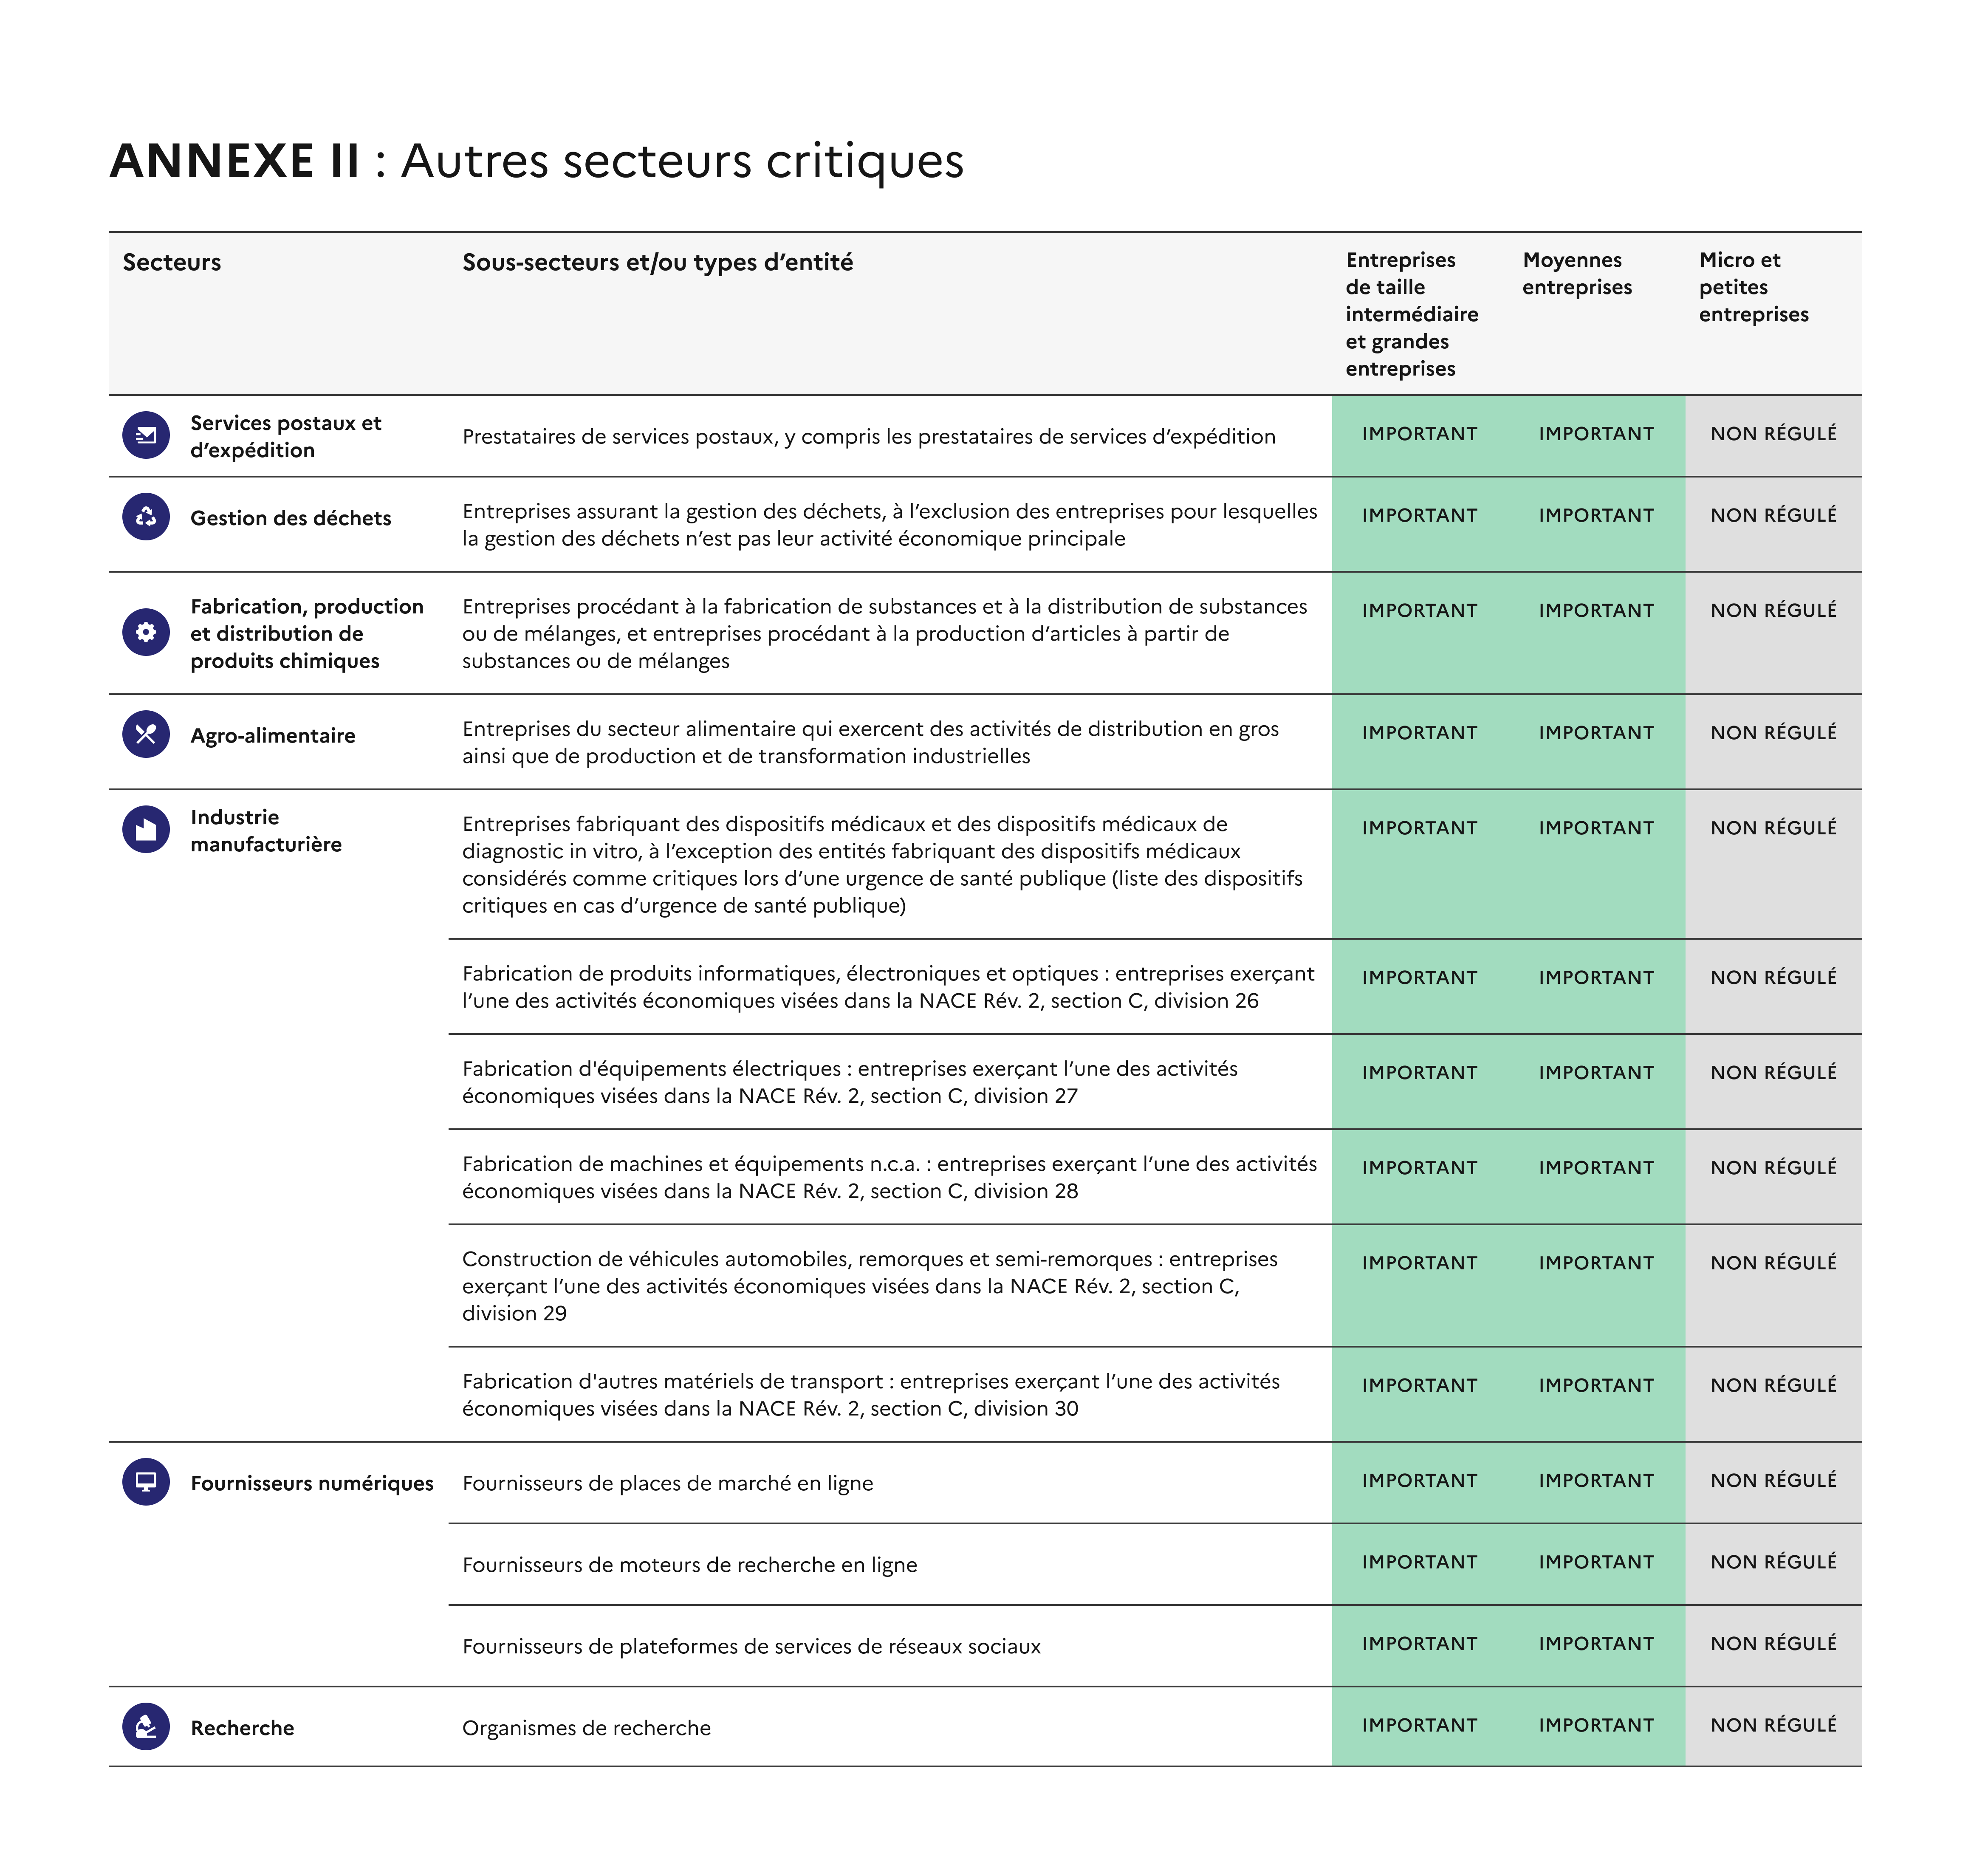 ANNEXE II : Autres secteurs critiques
Secteurs
Sous-secteurs et/ou types d’entité
Entreprises
de taille
intermédiaire
et grandes
entreprises
Moyennes
entreprises
Micro et
petites
entreprises
Services postaux et
d’expédition
Prestataires de services postaux, y compris les prestataires de services d’expédition
IMPORTANT
IMPORTANT
NON RÉGULÉ
Gestion des déchets
Entreprises assurant la gestion des déchets, à l’exclusion des entreprises pour lesquelles
la gestion des déchets n’est pas leur activité économique principale
IMPORTANT
IMPORTANT
NON RÉGULÉ
Fabrication, production
et distribution de
produits chimiques
Entreprises procédant à la fabrication de substances et à la distribution de substances
ou de mélanges, et entreprises procédant à la production d’articles à partir de
substances ou de mélanges
IMPORTANT
IMPORTANT
NON RÉGULÉ
Agro-alimentaire
Entreprises du secteur alimentaire qui exercent des activités de distribution en gros
ainsi que de production et de transformation industrielles
IMPORTANT
IMPORTANT
NON RÉGULÉ
Industrie
manufacturière
Entreprises fabriquant des dispositifs médicaux et des dispositifs médicaux de
diagnostic in vitro, à l’exception des entités fabriquant des dispositifs médicaux
considérés comme critiques lors d’une urgence de santé publique (liste des dispositifs
critiques en cas d’urgence de santé publique)
IMPORTANT
IMPORTANT
NON RÉGULÉ
Fabrication de produits informatiques, électroniques et optiques : entreprises exerçant
l’une des activités économiques visées dans la NACE Rév. 2, section C, division 26
IMPORTANT
IMPORTANT
NON RÉGULÉ
Fabrication d'équipements électriques : entreprises exerçant l’une des activités
économiques visées dans la NACE Rév. 2, section C, division 27
IMPORTANT
IMPORTANT
NON RÉGULÉ
Fabrication de machines et équipements n.c.a. : entreprises exerçant l’une des activités
économiques visées dans la NACE Rév. 2, section C, division 28
IMPORTANT
IMPORTANT
NON RÉGULÉ
Construction de véhicules automobiles, remorques et semi-remorques : entreprises
exerçant l’une des activités économiques visées dans la NACE Rév. 2, section C,
division 29
IMPORTANT
IMPORTANT
NON RÉGULÉ
Fabrication d'autres matériels de transport : entreprises exerçant l’une des activités
économiques visées dans la NACE Rév. 2, section C, division 30
IMPORTANT
IMPORTANT
NON RÉGULÉ
Fournisseurs numériques
Fournisseurs de places de marché en ligne
IMPORTANT
IMPORTANT
NON RÉGULÉ
Fournisseurs de moteurs de recherche en ligne
IMPORTANT
IMPORTANT
NON RÉGULÉ
Fournisseurs de plateformes de services de réseaux sociaux
IMPORTANT
IMPORTANT
NON RÉGULÉ
Recherche
Organismes de recherche
IMPORTANT
IMPORTANT
NON RÉGULÉ